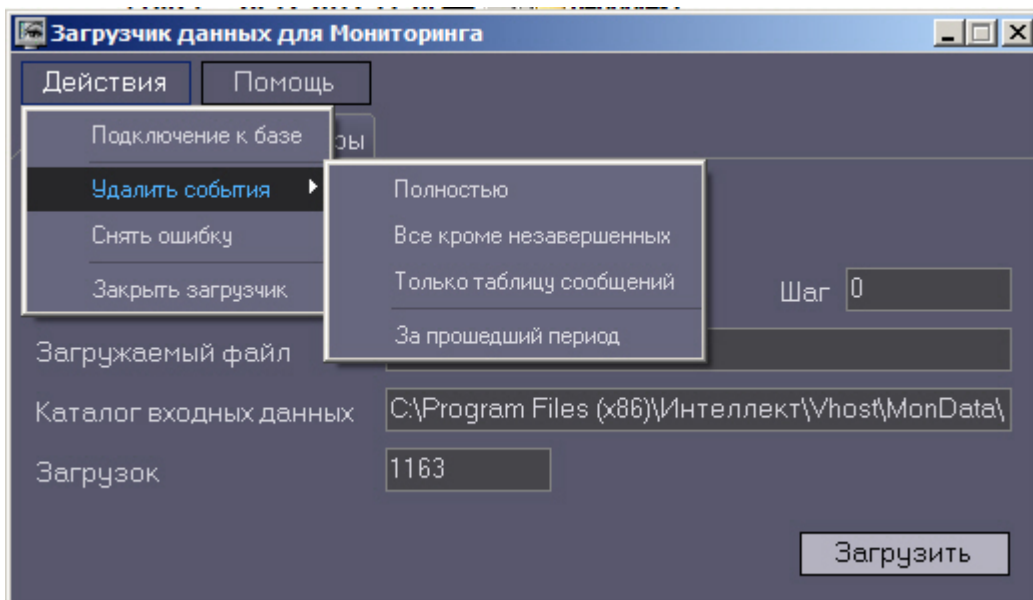 Загрузчик данных для Мониторинга
Действия Помощь
Подключение к базе
ры
Удалить события
Полностью
Снять ошибку
Все кроме незавершенных
Только таблицу сообщений
Закрыть загрузчик
Шаг 0
За прошедший период
Загружаемый файл
Каталог входных данных C:\Program Files (x86)\Интеллект\Vhost\MonData\
Загрузок 1163
Загрузить